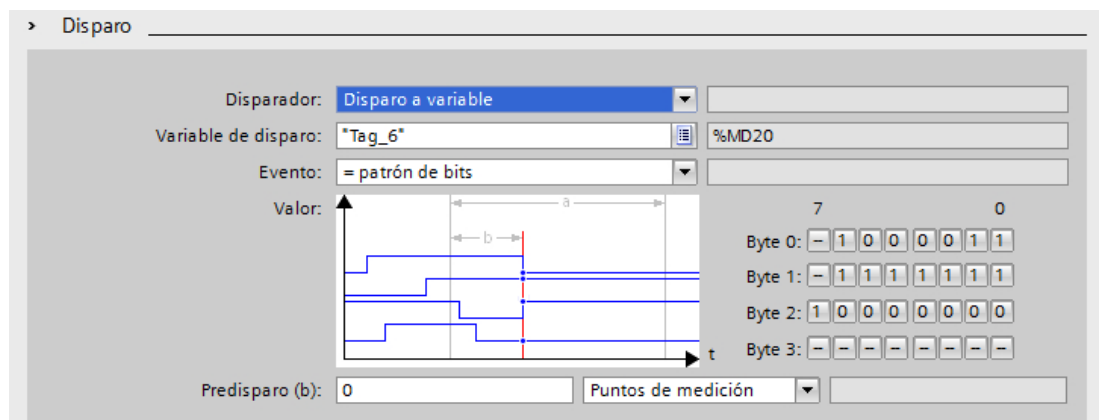 › Disparo
Disparador: Disparo a variable
Variable de disparo: "Tag_6" %MD20
Evento: = patrón de bits
Valor: a 7 0
b
Byte 0: – 1 0 0 0 0 1 1
Byte 1: – 1 1 1 1 1 1 1
Byte 2: 1 0 0 0 0 0 0 0
Byte 3: – – – – – – – –
t
Predisparo (b): 0 Puntos de medición